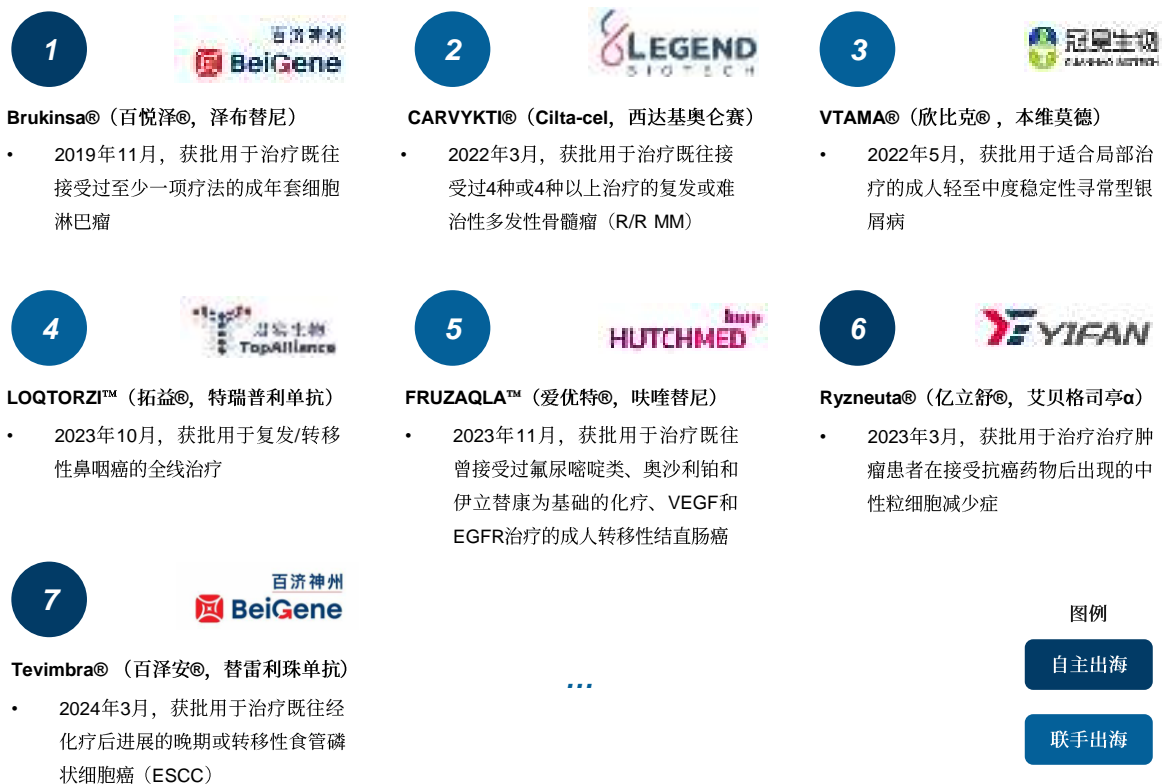 1
百济神州
BeiGene
Brukinsa®（百悦泽®，泽布替尼）
• 2019年11月，获批用于治疗既往
接受过至少一项疗法的成年套细胞
淋巴瘤
2
LEGEND
BIOTECH
CARVYKTI®（Cilta-cel，西达基奥仑赛）
• 2022年3月，获批用于治疗既往接
受过4种或4种以上治疗的复发或难
治性多发性骨髓瘤（R/R MM）
3
冠昊生物
VTAMA®（欣比克® ，本维莫德）
• 2022年5月，获批用于适合局部治
疗的成人轻至中度稳定性寻常型银
屑病
4
君实生物
TopAlliance
LOQTORZI™（拓益®，特瑞普利单抗）
• 2023年10月，获批用于复发/转移
性鼻咽癌的全线治疗
5
HUTCHMED
FRUZAQLA™（爱优特®，呋喹替尼）
• 2023年11月，获批用于治疗既往
曾接受过氟尿嘧啶类、奥沙利铂和
伊立替康为基础的化疗、VEGF和
EGFR治疗的成人转移性结直肠癌
6
YIFAN
Ryzneuta®（亿立舒®，艾贝格司亭α）
• 2023年3月，获批用于治疗治疗肿
瘤患者在接受抗癌药物后出现的中
性粒细胞减少症
7
百济神州
BeiGene
Tevimbra® （百泽安®，替雷利珠单抗）
• 2024年3月，获批用于治疗既往经
化疗后进展的晚期或转移性食管磷
状细胞癌（ESCC）
...
图例
自主出海
联手出海